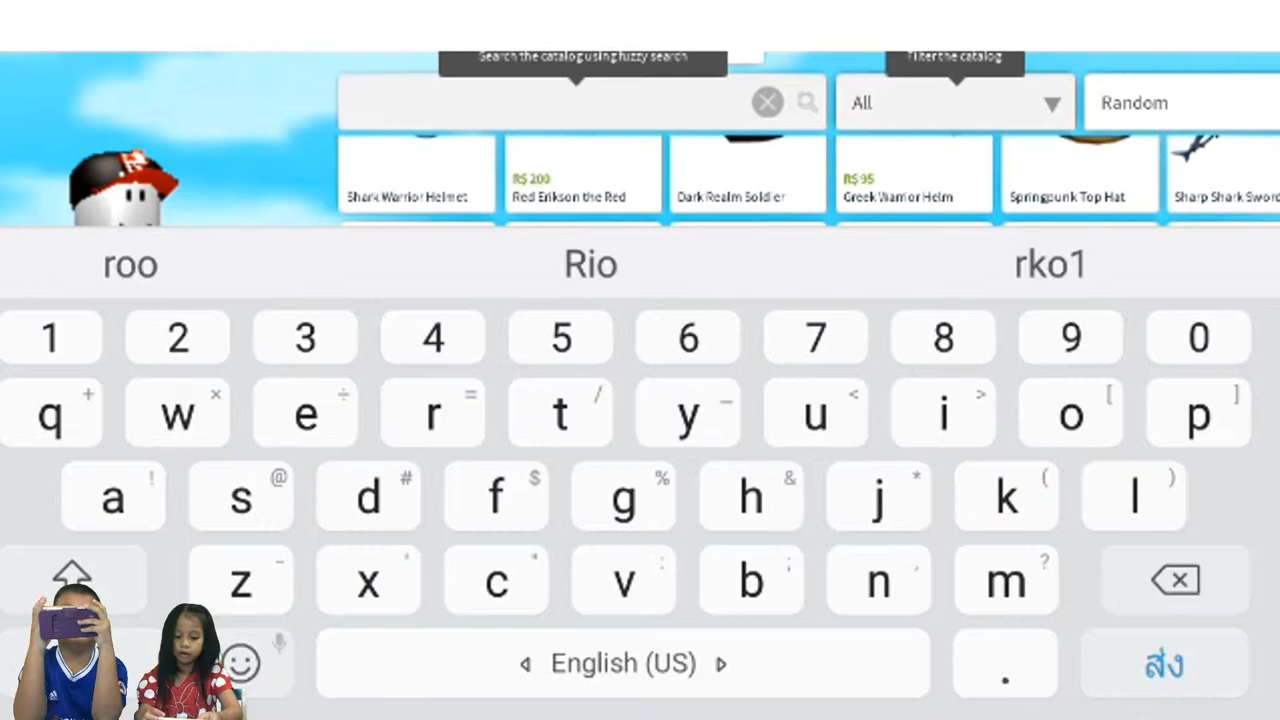 Search the catalog using fuzzy search
Filter the catalog
All
Random
Shark Warrior Helmet
R$ 200
Red Erikson the Red
Dark Realm Soldier
R$ 95
Greek Warrior Helm
Springpunk Top Hat
Sharp Shark Sword
roo Rio rko1
1 2 3 4 5 6 7 8 9 0
q + w × e ÷ r = t / y _ u < i > o [ p ]
a ! s @ d # f $ g % h & j * k ( l )
z - x ' c " v : b ; n , m ?
English (US) . ส่ง